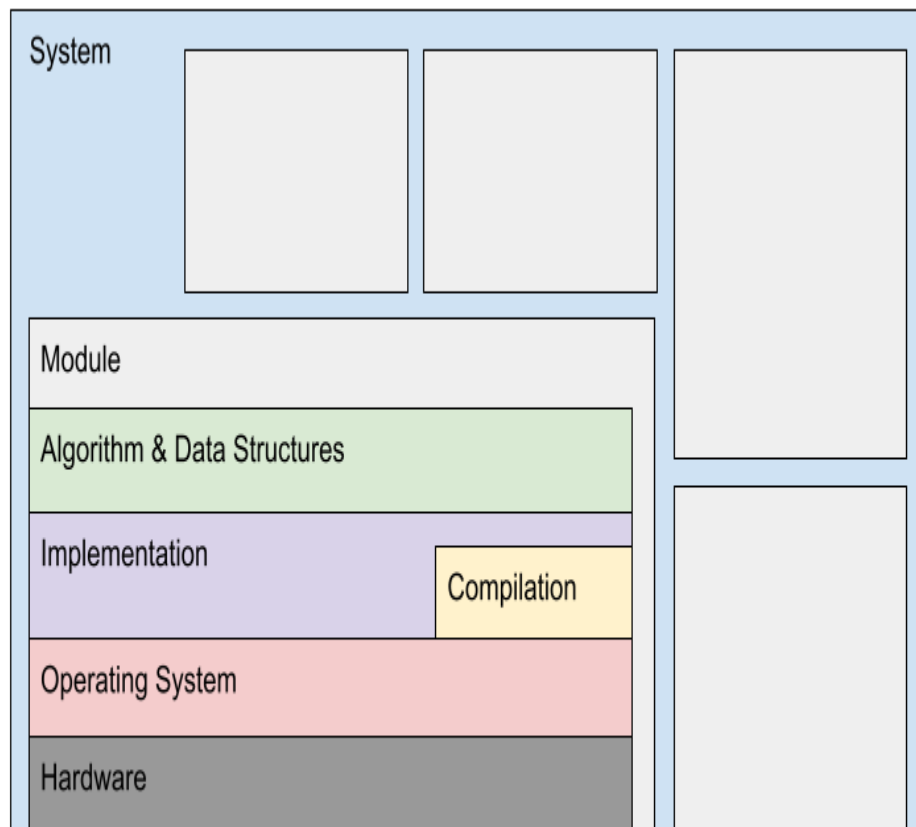 System
Module
Algorithm & Data Structures
Implementation
Compilation
Operating System
Hardware